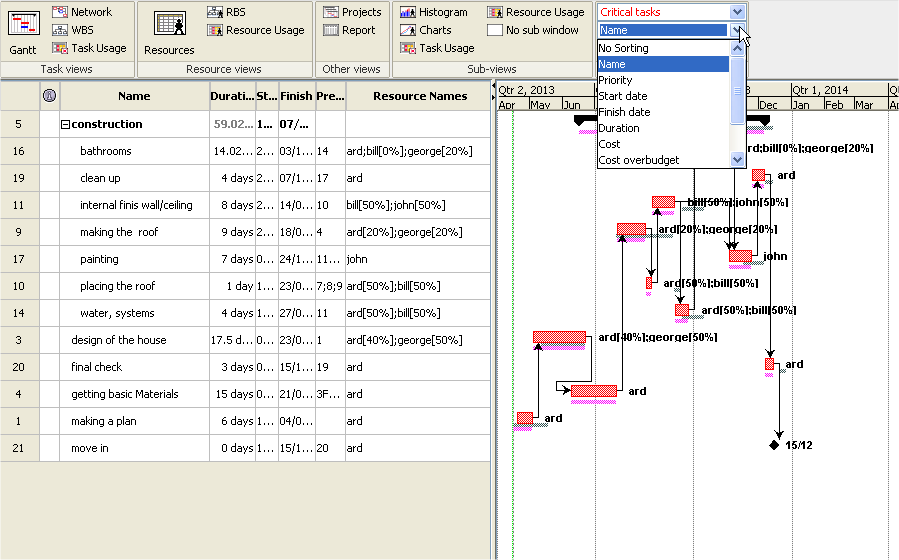 Network RBS Projects Histogram Resource Usage Critical tasks
WBS Resource Usage Report Charts No sub window Name
Gantt Task Usage Resources Task Usage
Task views Resource views Other views Sub-views
No Sorting
Name
Priority
Start date
Finish date
Duration
Cost
Cost overbudget
Name Durati... St... Finish Pre... Resource Names
Qtr 2, 2013 3 Qtr 1, 2014
Apr May Jun Dec Jan Feb Mar Apr
5 construction 59.02... 1... 07/...
16 bathrooms 14.02... 2... 03/1... 14 ard;bill[0%];george[20%] ard;bill[0%];george[20%]
19 clean up 4 days 2... 07/1... 17 ard ard
11 internal finis wall/ceiling 8 days 2... 14/0... 10 bill[50%];john[50%] bill[50%];john[50%]
9 making the roof 9 days 2... 18/0... 4 ard[20%];george[20%] ard[20%];george[20%]
17 painting 7 days 0... 24/1... 11... john john
10 placing the roof 1 day 1... 23/0... 7;8;9 ard[50%];bill[50%] ard[50%];bill[50%]
14 water, systems 4 days 1... 27/0... 11 ard[50%];bill[50%] ard[50%];bill[50%]
3 design of the house 17.5 d... 0... 23/0... 1 ard[40%];george[50%] ard[40%];george[50%]
20 final check 3 days 0... 15/1... 19 ard ard
4 getting basic Materials 15 days 0... 21/0... 3F... ard ard
1 making a plan 6 days 1... 04/0... ard ard
21 move in 0 days 1... 15/1... 20 ard 15/12